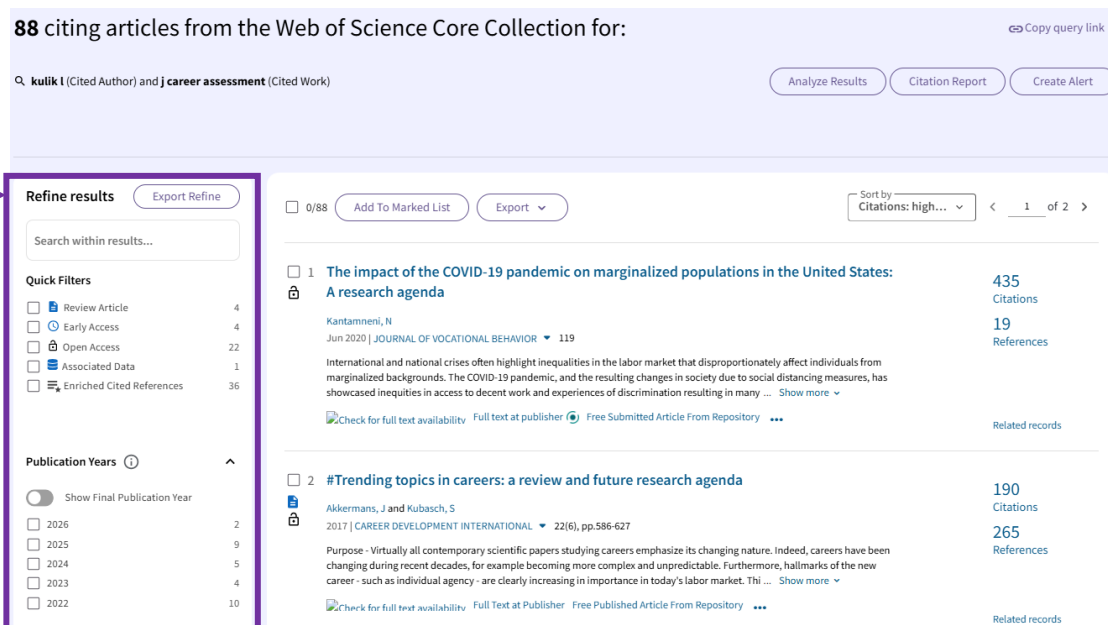 88 citing articles from the Web of Science Core Collection for:
Copy query link
kulik l (Cited Author) and j career assessment (Cited Work)
Analyze Results
Citation Report
Create Alert
Refine results
Export Refine
Search within results...
Quick Filters
Review Article 4
Early Access 4
Open Access 22
Associated Data 1
Enriched Cited References 36
Publication Years
Show Final Publication Year
2026 2
2025 9
2024 5
2023 4
2022 10
0/88 Add To Marked List Export
Sort by
Citations: high...
1 of 2
1 The impact of the COVID-19 pandemic on marginalized populations in the United States:
A research agenda
Kantamneni, N
Jun 2020 | JOURNAL OF VOCATIONAL BEHAVIOR 119
International and national crises often highlight inequalities in the labor market that disproportionately affect individuals from
marginalized backgrounds. The COVID-19 pandemic, and the resulting changes in society due to social distancing measures, has
showcased inequities in access to decent work and experiences of discrimination resulting in many ... Show more
Check for full text availability Full text at publisher Free Submitted Article From Repository •••
435
Citations
19
References
Related records
2 #Trending topics in careers: a review and future research agenda
Akkermans, J and Kubasch, S
2017 | CAREER DEVELOPMENT INTERNATIONAL 22(6), pp.586-627
Purpose - Virtually all contemporary scientific papers studying careers emphasize its changing nature. Indeed, careers have been
changing during recent decades, for example becoming more complex and unpredictable. Furthermore, hallmarks of the new
career - such as individual agency - are clearly increasing in importance in today's labor market. Thi ... Show more
Check for full text availability Full Text at Publisher Free Published Article From Repository •••
190
Citations
265
References
Related records